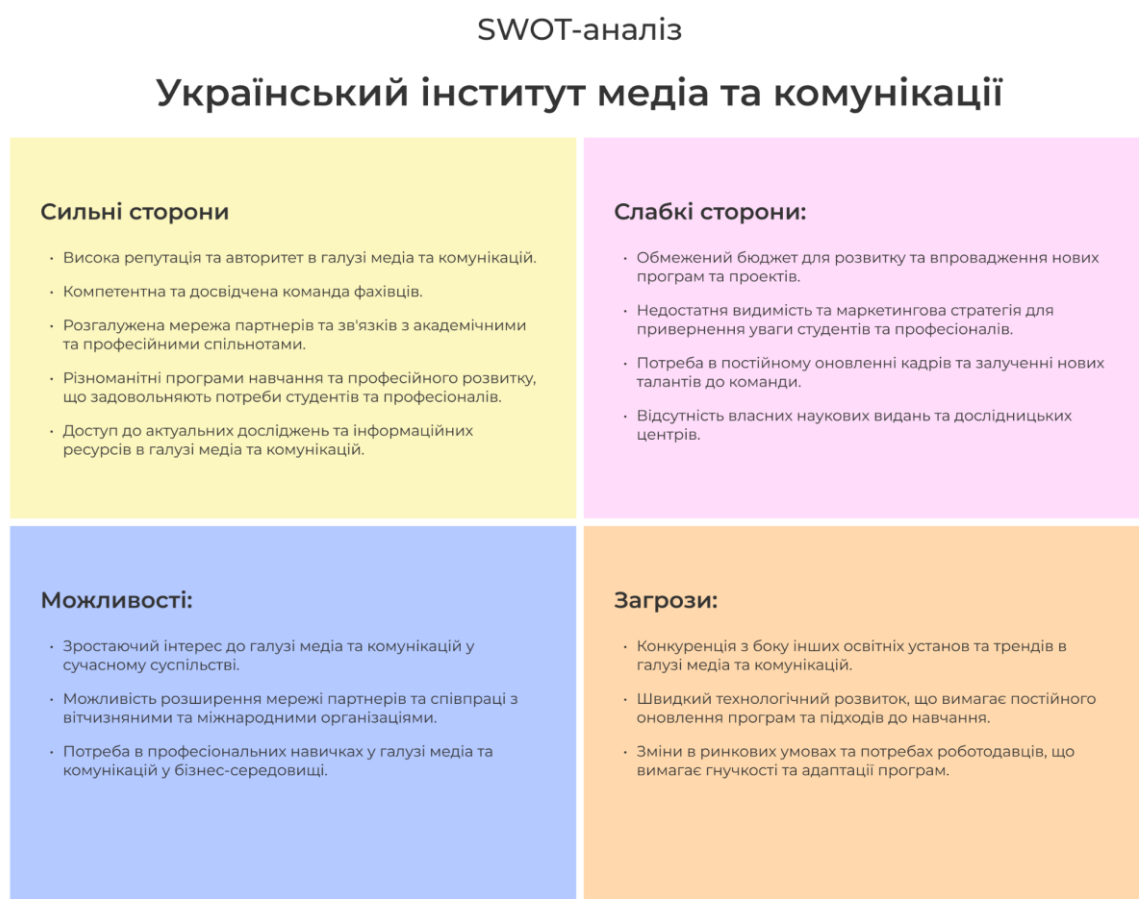 SWOT-аналіз
Український інститут медіа та комунікації
Сильні сторони
• Висока репутація та авторитет в галузі медіа та комунікацій.
• Компетентна та досвідчена команда фахівців.
• Розгалужена мережа партнерів та зв'язків з академічними
та професійними спільнотами.
• Різноманітні програми навчання та професійного розвитку,
що задовольняють потреби студентів та професіоналів.
• Доступ до актуальних досліджень та інформаційних
ресурсів в галузі медіа та комунікацій.
Слабкі сторони:
• Обмежений бюджет для розвитку та впровадження нових
програм та проектів.
• Недостатня видимість та маркетингова стратегія для
привернення уваги студентів та професіоналів.
• Потреба в постійному оновленні кадрів та залученні нових
талантів до команди.
• Відсутність власних наукових видань та дослідницьких
центрів.
Можливості:
• Зростаючий інтерес до галузі медіа та комунікацій у
сучасному суспільстві.
• Можливість розширення мережі партнерів та співпраці з
вітчизняними та міжнародними організаціями.
• Потреба в професіональних навичках у галузі медіа та
комунікацій у бізнес-середовищі.
Загрози:
• Конкуренція з боку інших освітніх установ та трендів в
галузі медіа та комунікацій.
• Швидкий технологічний розвиток, що вимагає постійного
оновлення програм та підходів до навчання.
• Зміни в ринкових умовах та потребах роботодавців, що
вимагає гнучкості та адаптації програм.